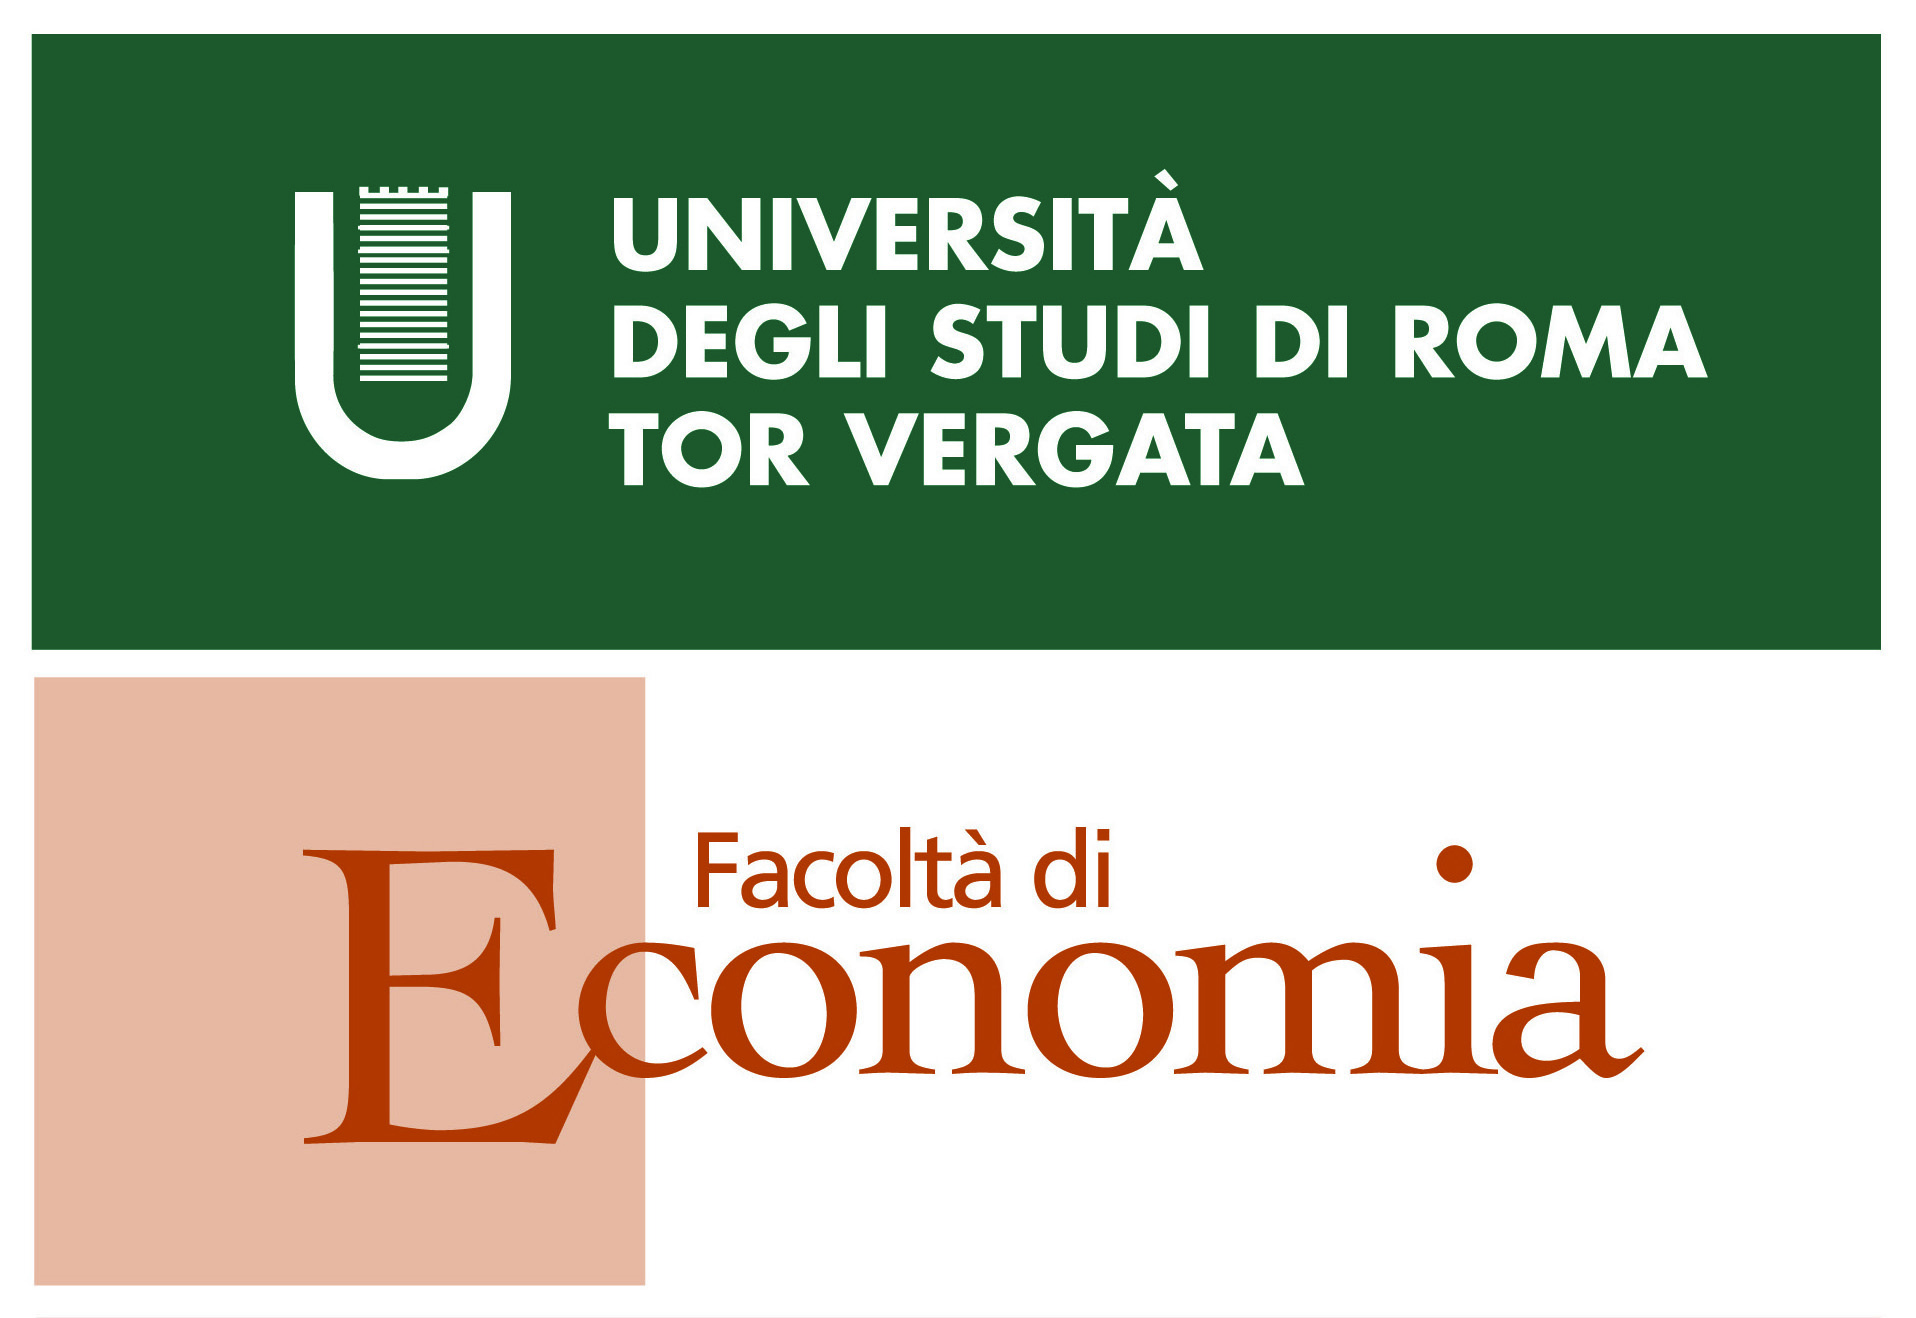 UNIVERSITÀ
DEGLI STUDI DI ROMA
TOR VERGATA
Facoltà di
Economia